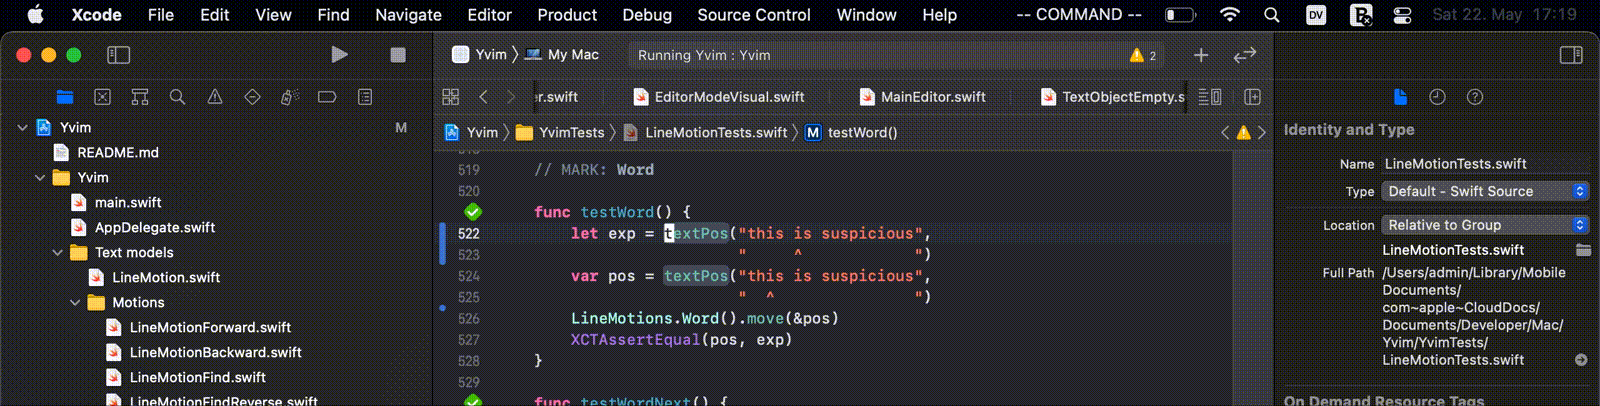 Xcode File Edit View Find Navigate Editor Product Debug Source Control Window Help -- COMMAND -- DV Sat 22. May 17:19
Yvim My Mac Running Yvim : Yvim 2
er.swift EditorModeVisual.swift MainEditor.swift TextObjectEmpty.s
Yvim YvimTests LineMotionTests.swift M testWord()
Yvim M
README.md
Yvim
main.swift
AppDelegate.swift
Text models
LineMotion.swift
Motions
LineMotionForward.swift
LineMotionBackward.swift
LineMotionFind.swift
LineMotionFindReverse.swift
519 // MARK: Word
520
func testWord() {
522 let exp = textPos("this is suspicious",
523 "     ^            ")
524 var pos = textPos("this is suspicious",
525 "  ^               ")
526 LineMotions.Word().move(&pos)
527 XCTAssertEqual(pos, exp)
528 }
529
func testWordNext() {
Identity and Type
Name LineMotionTests.swift
Type Default - Swift Source
Location Relative to Group
LineMotionTests.swift
Full Path /Users/admin/Library/Mobile
Documents/
com~apple~CloudDocs/
Documents/Developer/Mac/
Yvim/YvimTests/
LineMotionTests.swift
On Demand Resource Tags